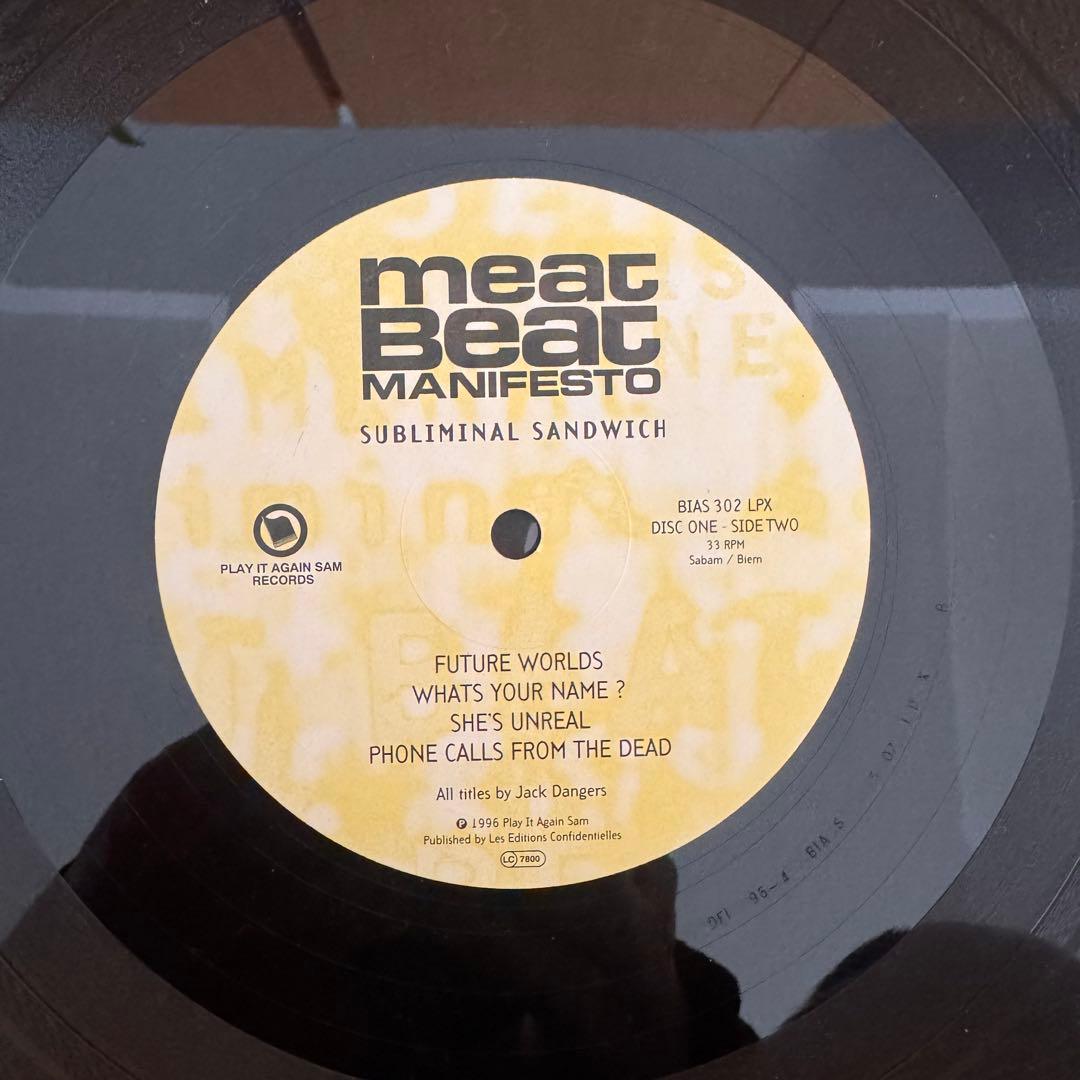 meat
Beat
MANIFESTO
SUBLIMINAL SANDWICH
PLAY IT AGAIN SAM
RECORDS
BIAS 302 LPX
DISC ONE - SIDE TWO
33 RPM
Sabam / Biem
FUTURE WORLDS
WHATS YOUR NAME ?
SHE'S UNREAL
PHONE CALLS FROM THE DEAD
All titles by Jack Dangers
℗ 1996 Play It Again Sam
Published by Les Editions Confidentielles
LC 7800